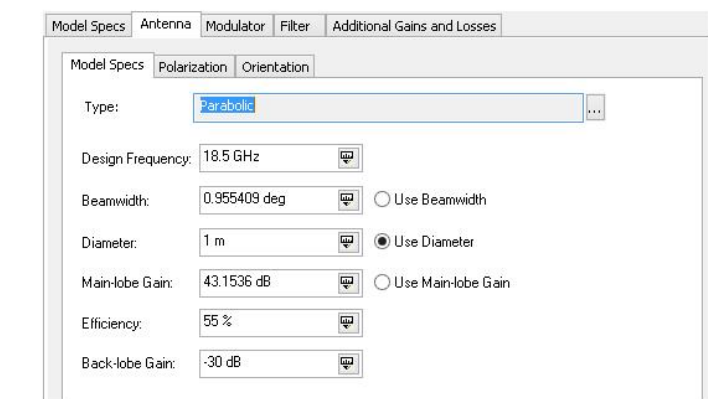 Model Specs Antenna Modulator Filter Additional Gains and Losses
Model Specs Polarization Orientation
Type: Parabolic ...
Design Frequency: 18.5 GHz
Beamwidth: 0.955409 deg Use Beamwidth
Diameter: 1 m Use Diameter
Main-lobe Gain: 43.1536 dB Use Main-lobe Gain
Efficiency: 55 %
Back-lobe Gain: -30 dB